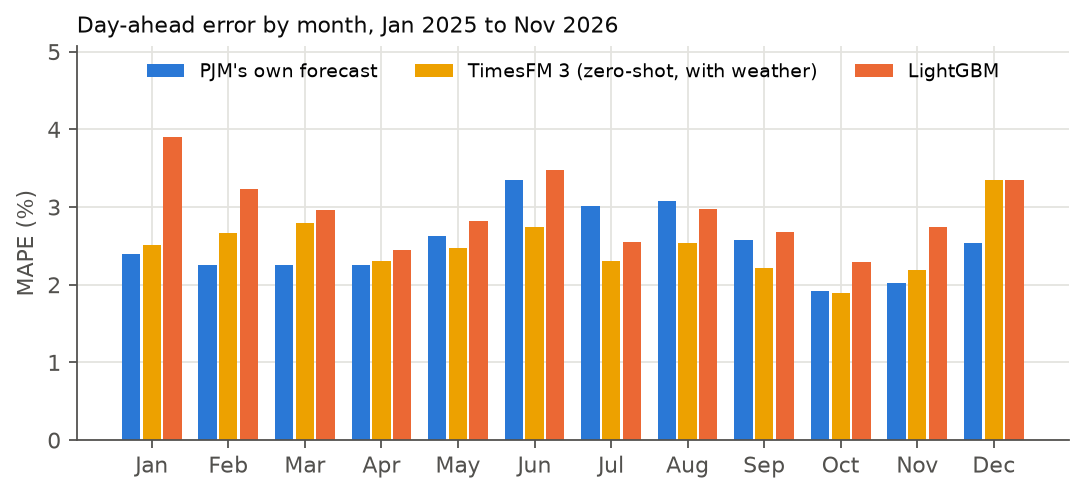 Day-ahead error by month, Jan 2025 to Nov 2026
PJM's own forecast TimesFM 3 (zero-shot, with weather) LightGBM
MAPE (%)
5
4
3
2
1
0
Jan Feb Mar Apr May Jun Jul Aug Sep Oct Nov Dec